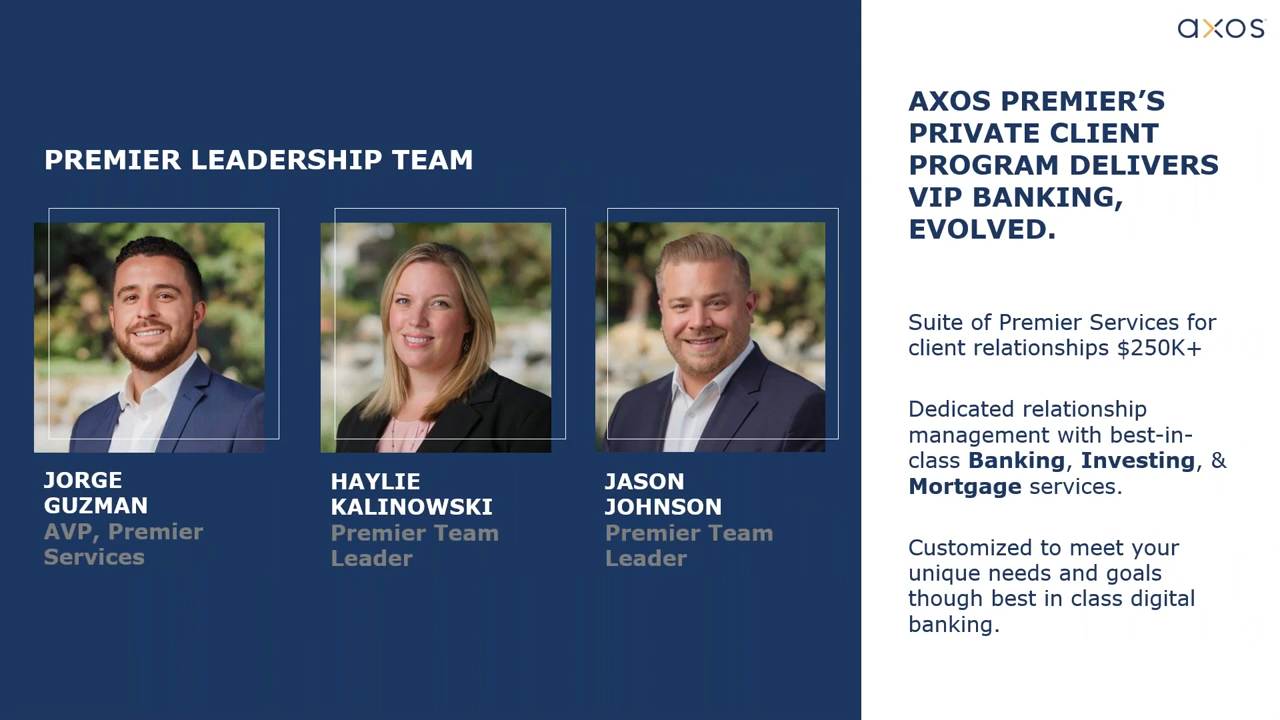 axos
PREMIER LEADERSHIP TEAM
JORGE
GUZMAN
AVP, Premier
Services
HAYLIE
KALINOWSKI
Premier Team
Leader
JASON
JOHNSON
Premier Team
Leader
AXOS PREMIER’S
PRIVATE CLIENT
PROGRAM DELIVERS
VIP BANKING,
EVOLVED.
Suite of Premier Services for
client relationships $250K+
Dedicated relationship
management with best-in-
class Banking, Investing, &
Mortgage services.
Customized to meet your
unique needs and goals
though best in class digital
banking.